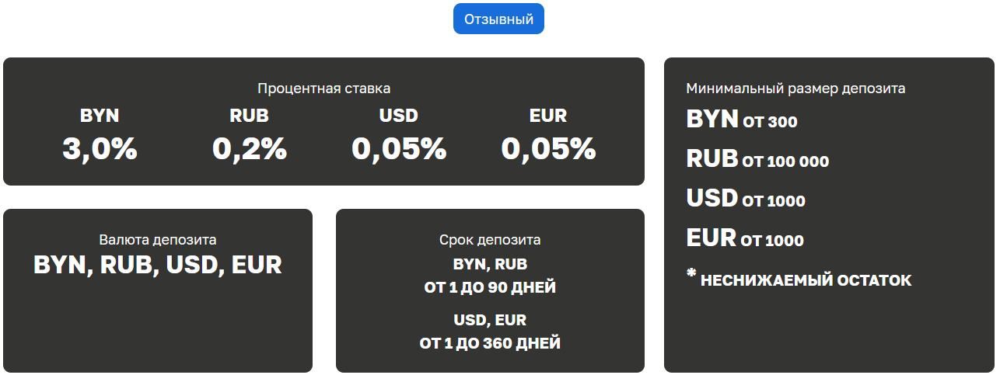 Отзывный
Процентная ставка
BYN RUB USD EUR
3,0% 0,2% 0,05% 0,05%
Валюта депозита
BYN, RUB, USD, EUR
Срок депозита
BYN, RUB
ОТ 1 ДО 90 ДНЕЙ
USD, EUR
ОТ 1 ДО 360 ДНЕЙ
Минимальный размер депозита
BYN ОТ 300
RUB ОТ 100 000
USD ОТ 1000
EUR ОТ 1000
* НЕСНИЖАЕМЫЙ ОСТАТОК